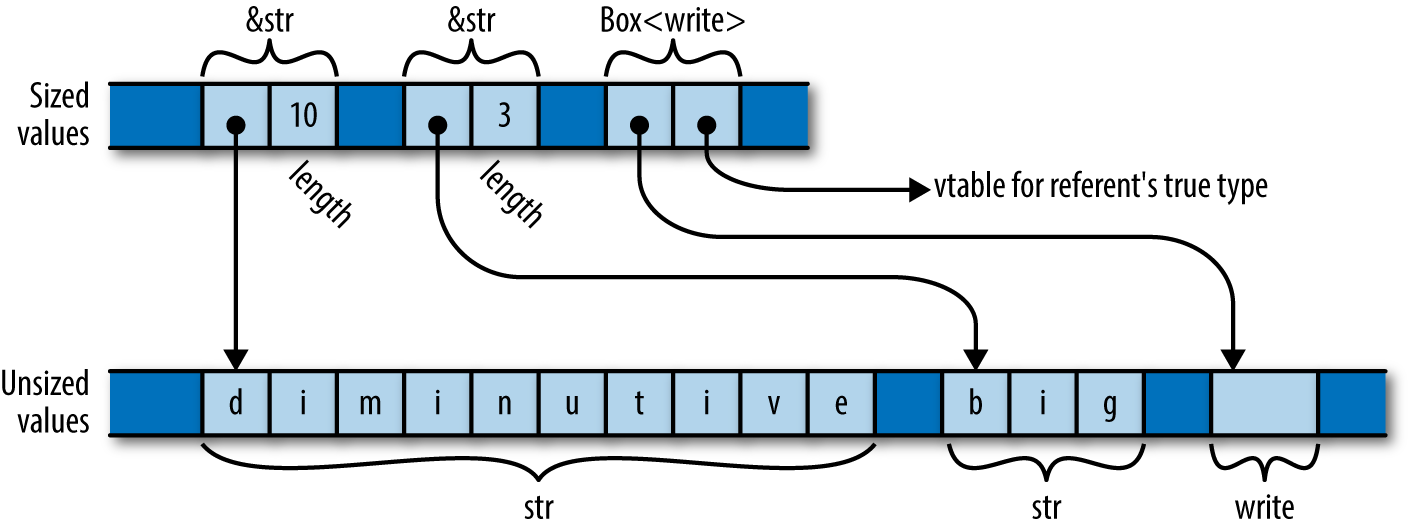 &str
&str
Box<write>
Sized
values
10
3
length
length
vtable for referent's true type
Unsized
values
d i m i n u t i v e
b i g
str
str
write